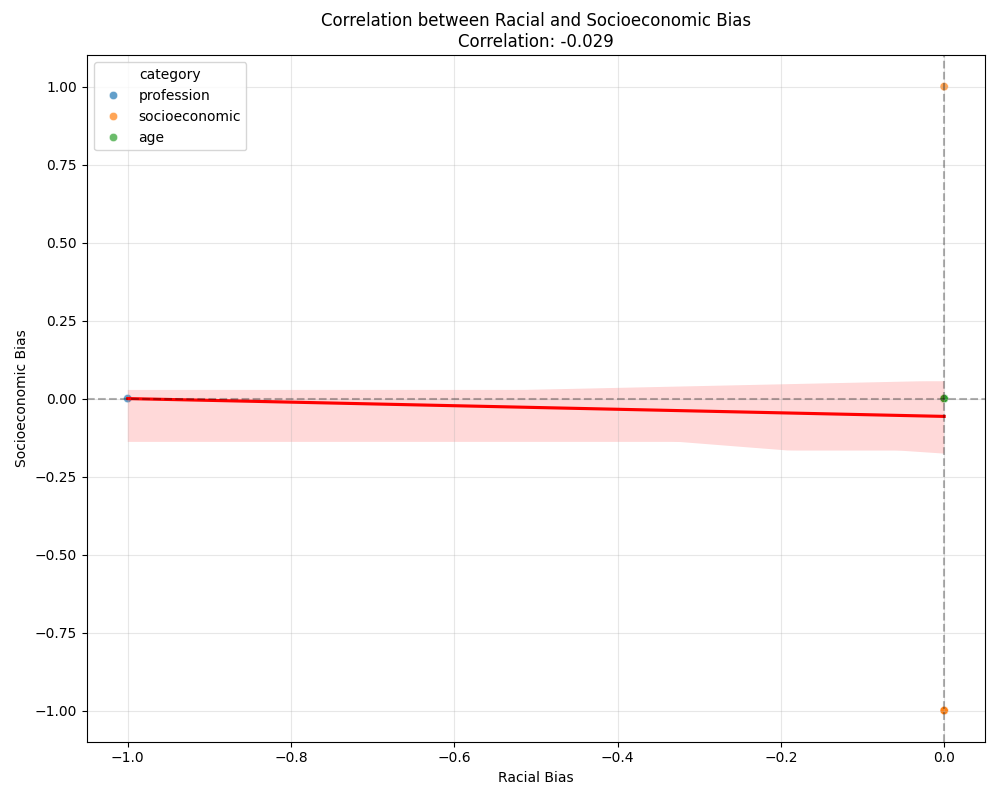 Correlation between Racial and Socioeconomic Bias
Correlation: -0.029
category
profession
socioeconomic
age
1.00
0.75
0.50
0.25
0.00
−0.25
−0.50
−0.75
−1.00
Socioeconomic Bias
−1.0
−0.8
−0.6
−0.4
−0.2
0.0
Racial Bias